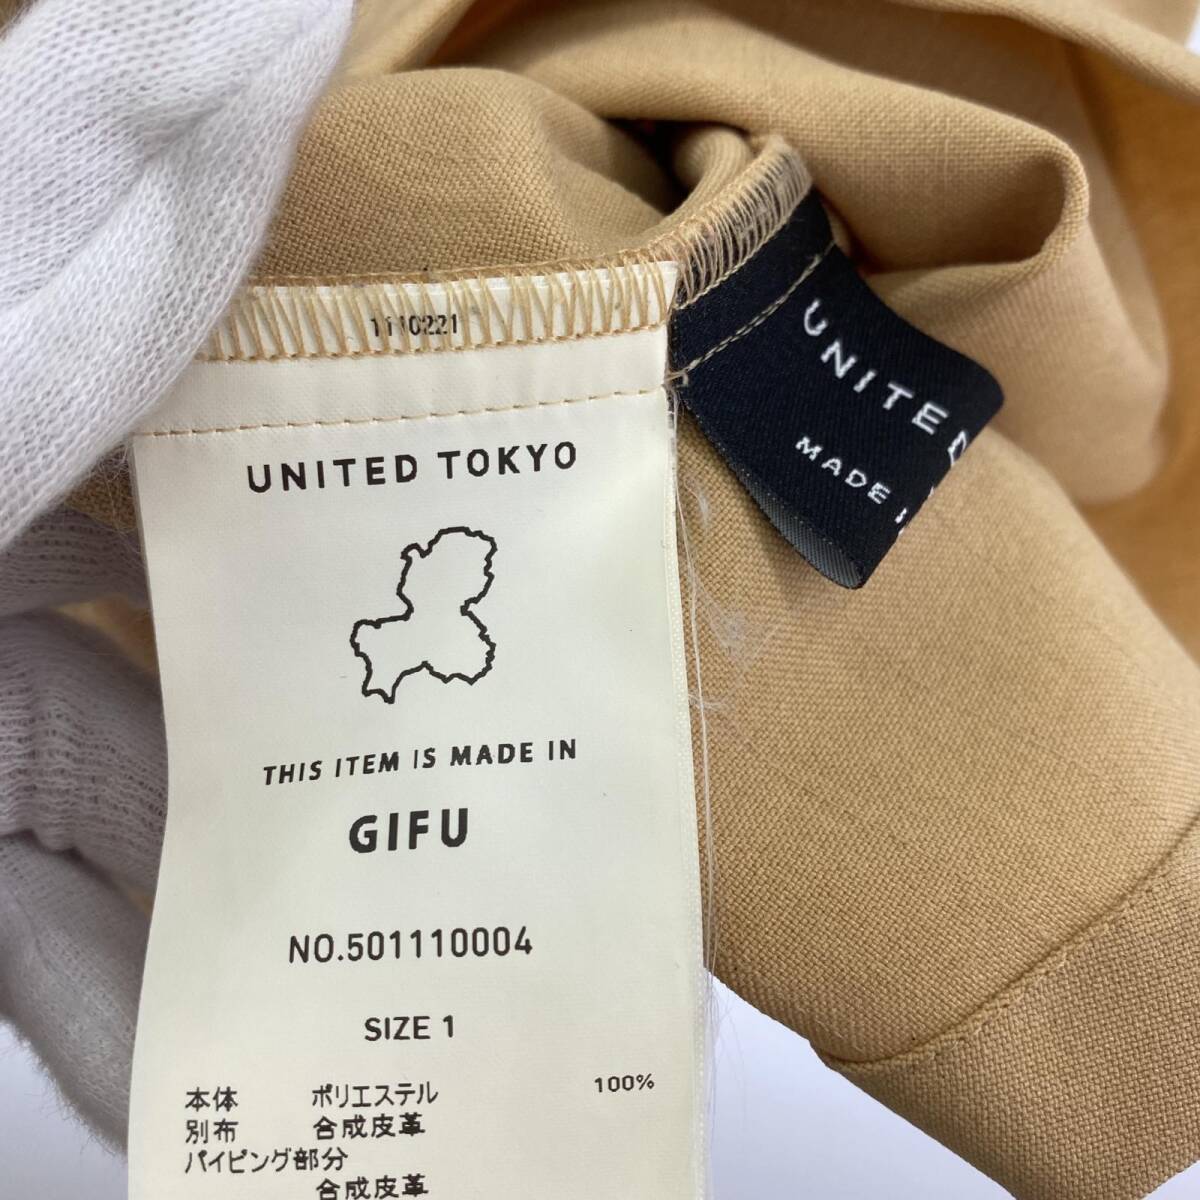 1110221
UNITED TOKYO
THIS ITEM IS MADE IN
GIFU
NO.501110004
SIZE 1
本体 ポリエステル 100%
別布 合成皮革
パイピング部分
合成皮革
UNITED
MADE